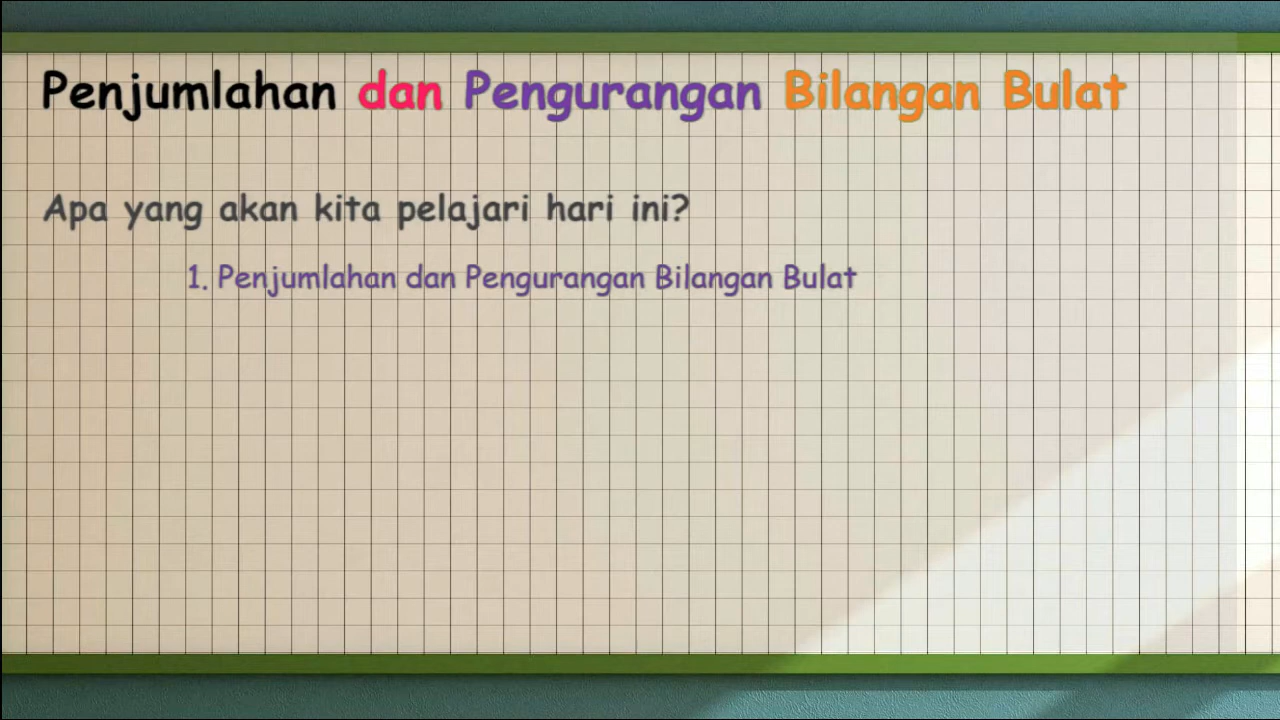 Penjumlahan dan Pengurangan Bilangan Bulat
Apa yang akan kita pelajari hari ini?
1. Penjumlahan dan Pengurangan Bilangan Bulat